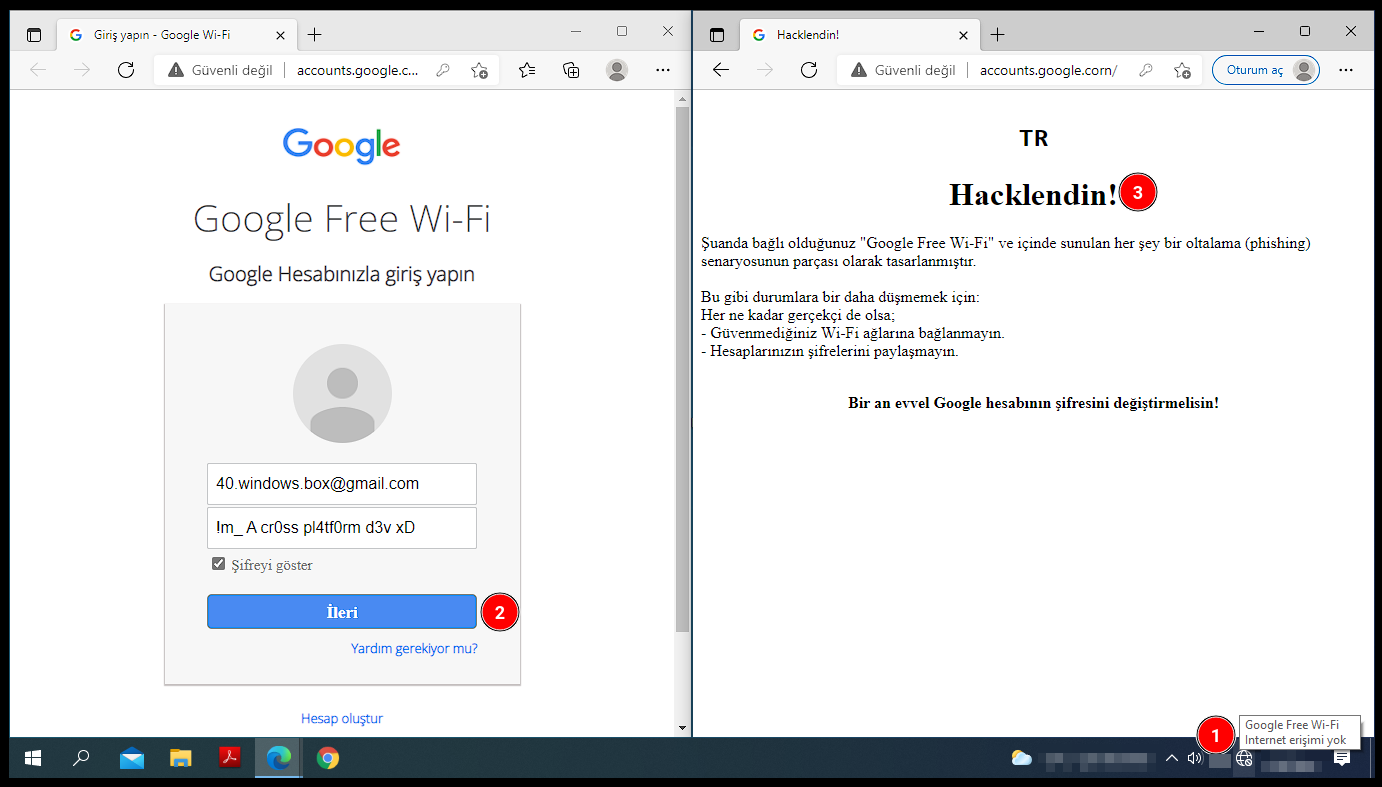 Giriş yapın - Google Wi-Fi
Güvenli değil
accounts.google.c...
Google
Google Free Wi-Fi
Google Hesabınızla giriş yapın
40.windows.box@gmail.com
!m_ A cr0ss pl4tf0rm d3v xD
Şifreyi göster
İleri
2
Yardım gerekiyor mu?
Hesap oluştur
Hacklendin!
Güvenli değil
accounts.google.corn/
Oturum aç
TR
Hacklendin!
3
Şuanda bağlı olduğunuz "Google Free Wi-Fi" ve içinde sunulan her şey bir oltalama (phishing)
senaryosunun parçası olarak tasarlanmıştır.
Bu gibi durumlara bir daha düşmemek için:
Her ne kadar gerçekçi de olsa;
- Güvenmediğiniz Wi-Fi ağlarına bağlanmayın.
- Hesaplarınızın şifrelerini paylaşmayın.
Bir an evvel Google hesabının şifresini değiştirmelisin!
1
Google Free Wi-Fi
Internet erişimi yok